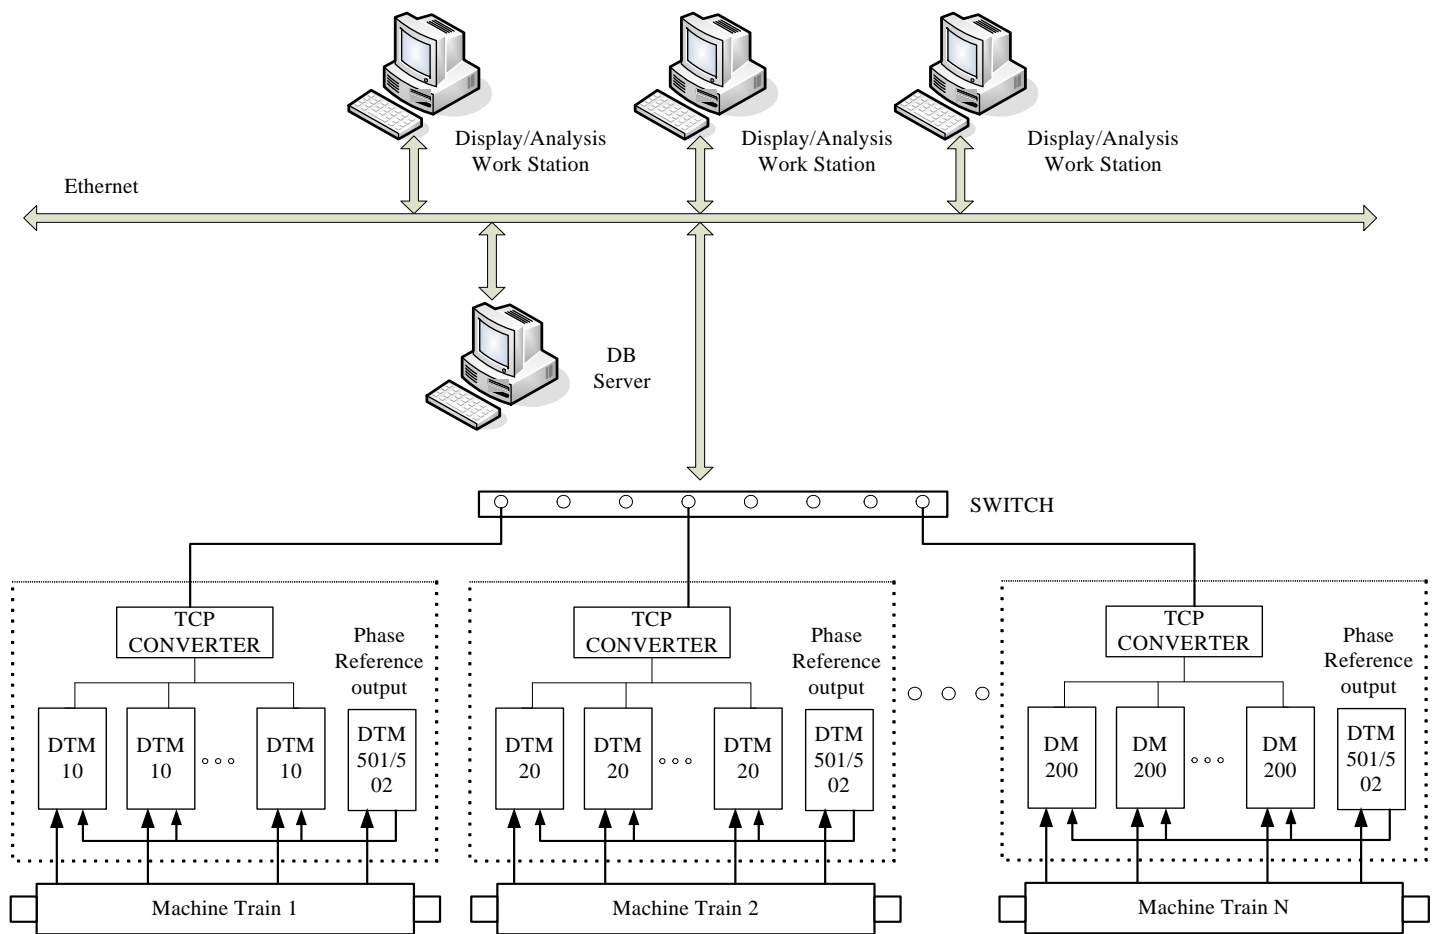 Display/Analysis
Work Station
Display/Analysis
Work Station
Display/Analysis
Work Station
Ethernet
DB
Server
SWITCH
TCP
CONVERTER
Phase
Reference
output
DTM
10
DTM
10
DTM
10
DTM
501/5
02
Machine Train 1
TCP
CONVERTER
Phase
Reference
output
DTM
20
DTM
20
DTM
20
DTM
501/5
02
Machine Train 2
TCP
CONVERTER
Phase
Reference
output
DM
200
DM
200
DM
200
DTM
501/5
02
Machine Train N